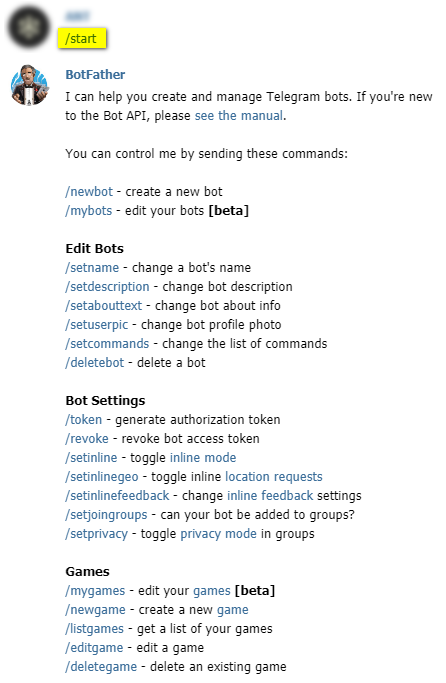 /start
BotFather
I can help you create and manage Telegram bots. If you're new
to the Bot API, please see the manual.
You can control me by sending these commands:
/newbot - create a new bot
/mybots - edit your bots [beta]
Edit Bots
/setname - change a bot's name
/setdescription - change bot description
/setabouttext - change bot about info
/setuserpic - change bot profile photo
/setcommands - change the list of commands
/deletebot - delete a bot
Bot Settings
/token - generate authorization token
/revoke - revoke bot access token
/setinline - toggle inline mode
/setinlinegeo - toggle inline location requests
/setinlinefeedback - change inline feedback settings
/setjoingroups - can your bot be added to groups?
/setprivacy - toggle privacy mode in groups
Games
/mygames - edit your games [beta]
/newgame - create a new game
/listgames - get a list of your games
/editgame - edit a game
/deletegame - delete an existing game